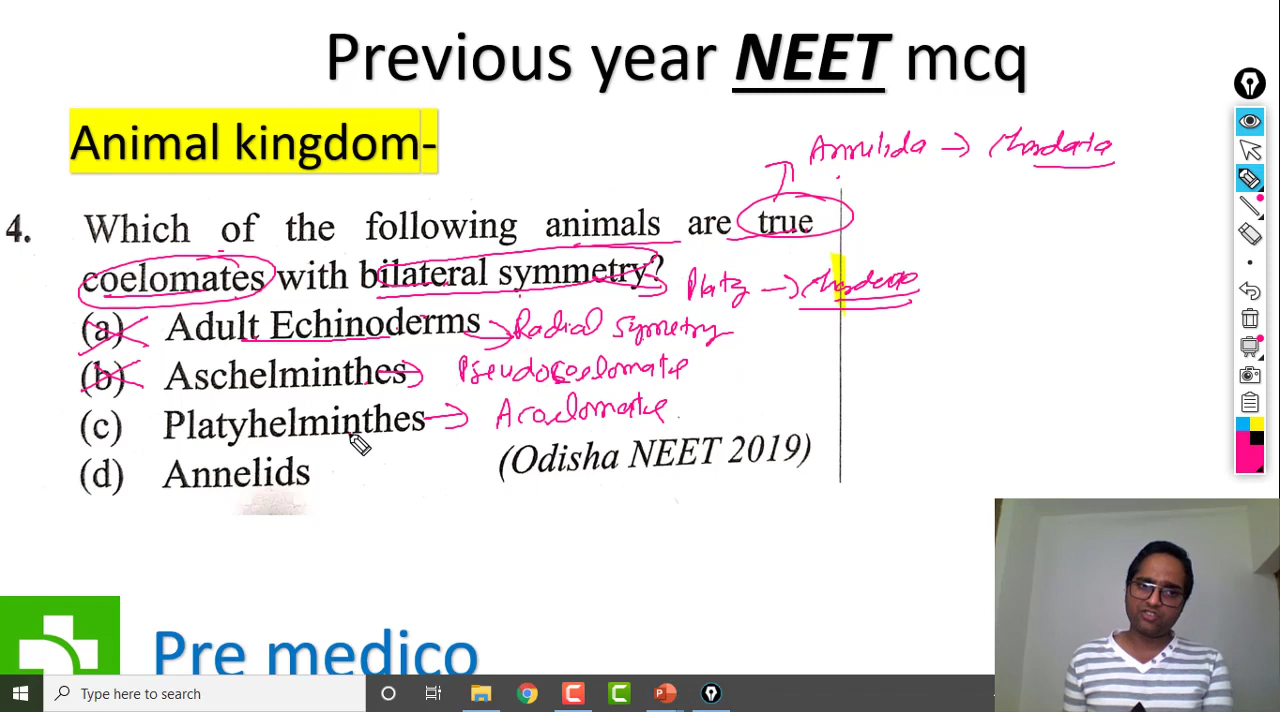 Previous year NEET mcq
Animal kingdom-
Annelida → Chordata
4. Which of the following animals are true
coelomates with bilateral symmetry?
Platy → Chordate
(a) Adult Echinoderms → Radial Symmetry
(b) Aschelminthes → Pseudocoelomate
(c) Platyhelminthes → Acoelomate
(d) Annelids
(Odisha NEET 2019)
Pre medico
Type here to search